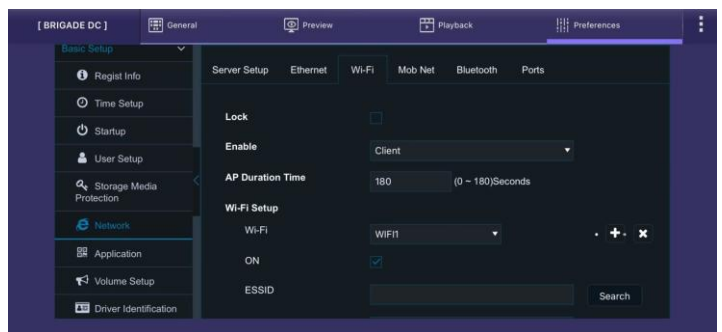 [ BRIGADE DC ] General Preview Playback Preferences
Basic Setup
Regist Info
Time Setup
Startup
User Setup
Storage Media
Protection
Network
Application
Volume Setup
Driver Identification
Server Setup Ethernet Wi-Fi Mob Net Bluetooth Ports
Lock
Enable Client
AP Duration Time 180 (0 ~ 180)Seconds
Wi-Fi Setup
Wi-Fi WIFI1
ON
ESSID Search